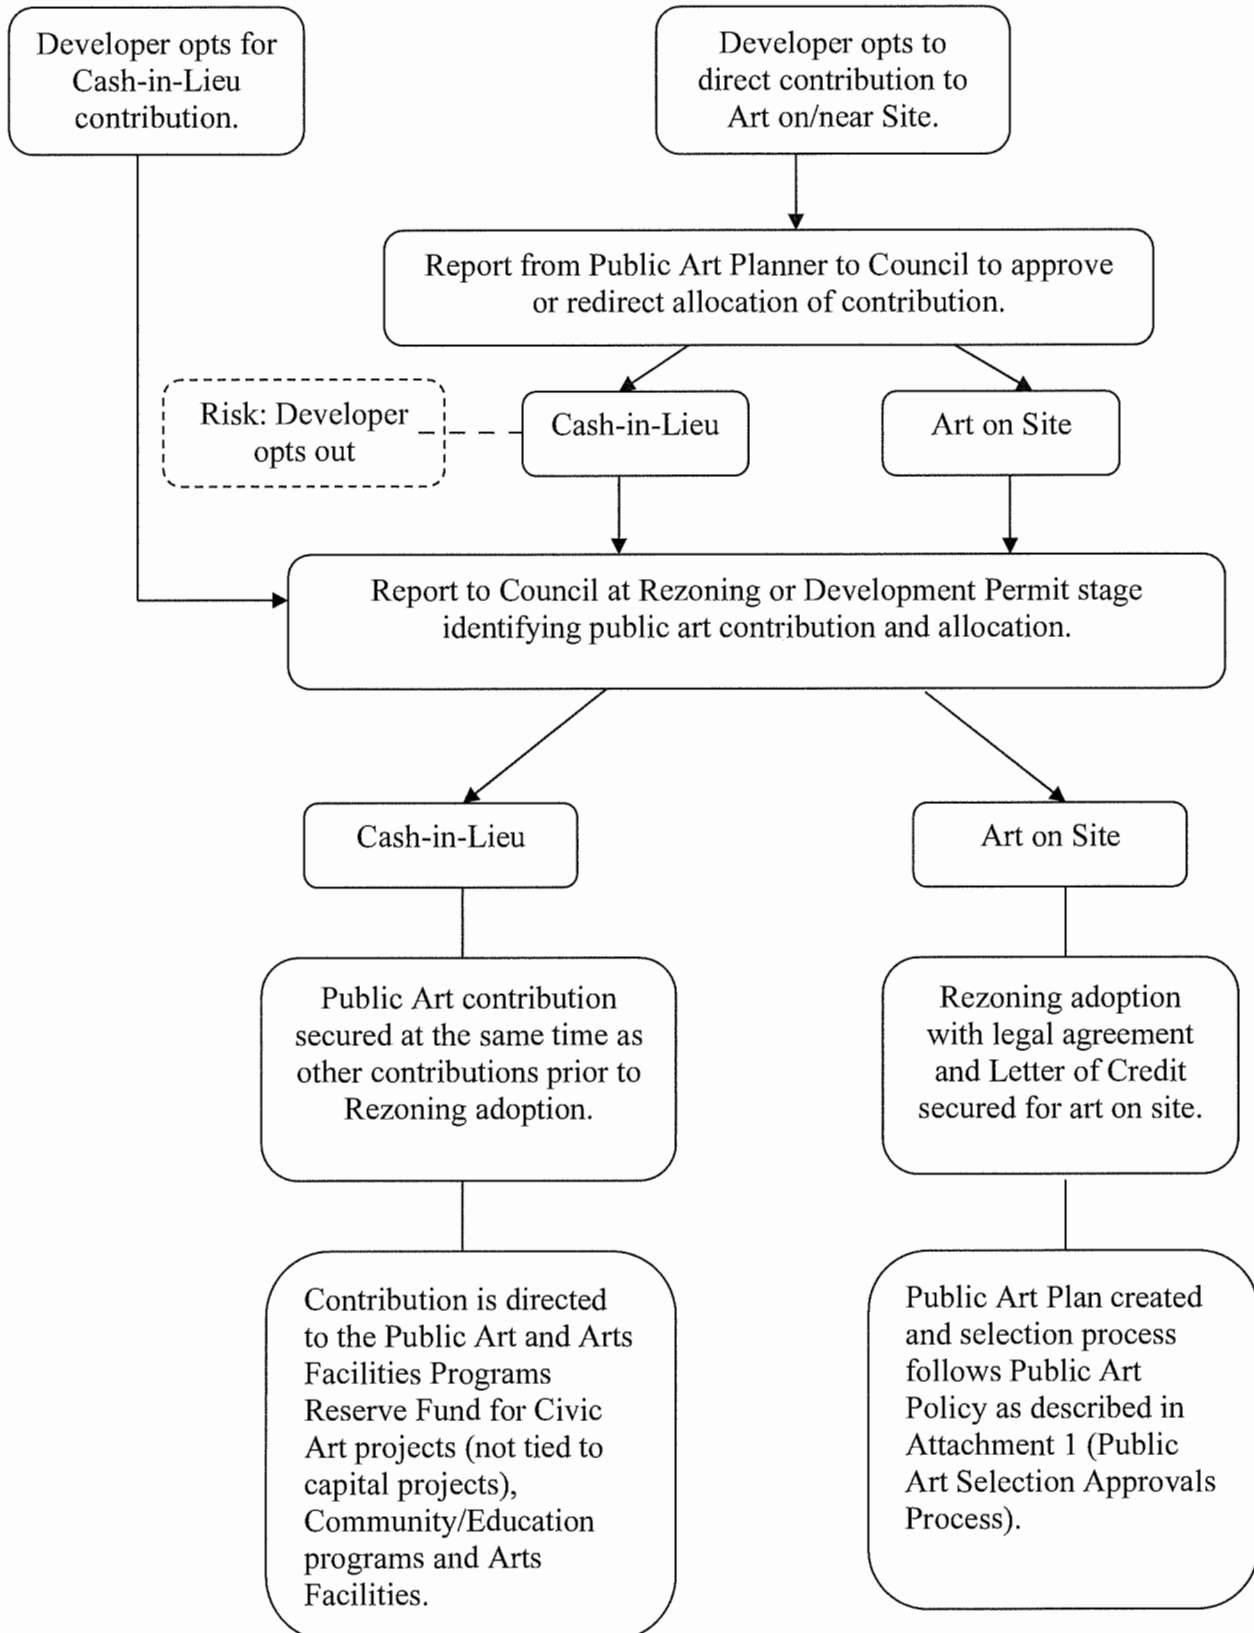 Developer opts for
Cash-in-Lieu
contribution.
Developer opts to
direct contribution to
Art on/near Site.
Report from Public Art Planner to Council to approve
or redirect allocation of contribution.
Risk: Developer
opts out
Cash-in-Lieu
Art on Site
Report to Council at Rezoning or Development Permit stage
identifying public art contribution and allocation.
Cash-in-Lieu
Art on Site
Public Art contribution
secured at the same time as
other contributions prior to
Rezoning adoption.
Rezoning adoption
with legal agreement
and Letter of Credit
secured for art on site.
Contribution is directed
to the Public Art and Arts
Facilities Programs
Reserve Fund for Civic
Art projects (not tied to
capital projects),
Community/Education
programs and Arts
Facilities.
Public Art Plan created
and selection process
follows Public Art
Policy as described in
Attachment 1 (Public
Art Selection Approvals
Process).